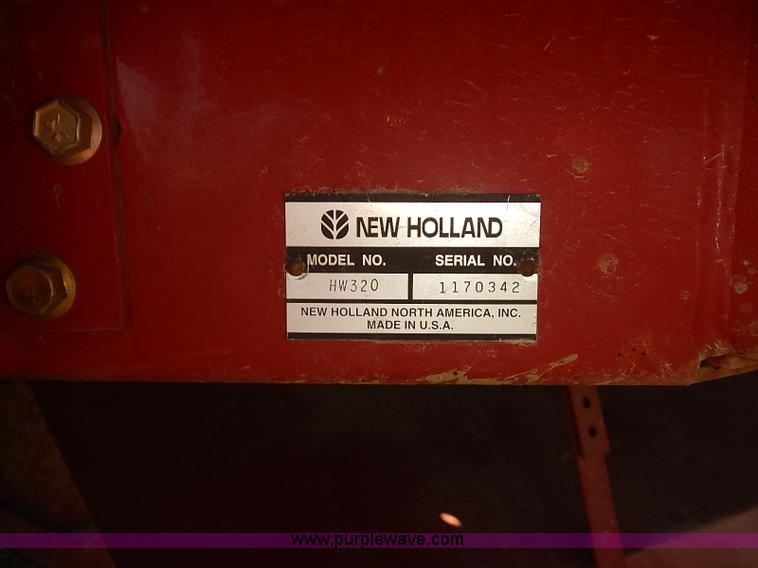 NEW HOLLAND
MODEL NO. SERIAL NO.
HW320 1170342
NEW HOLLAND NORTH AMERICA, INC.
MADE IN U.S.A.
www.purplewave.com